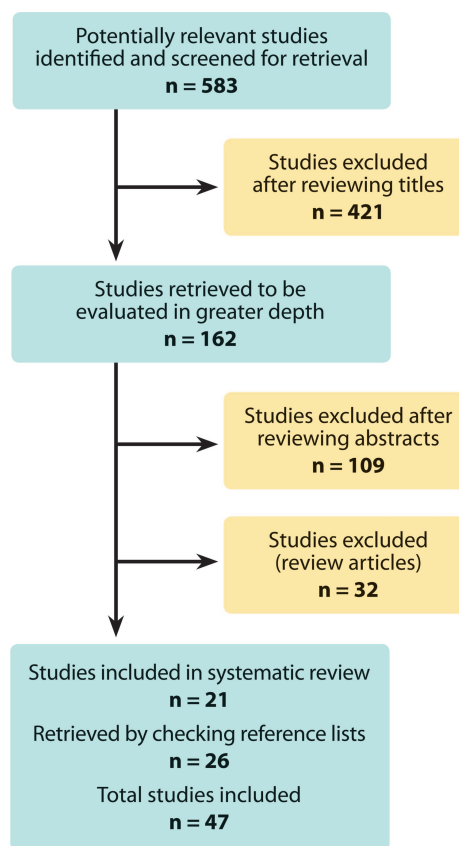 Potentially relevant studies
identified and screened for retrieval
n = 583
Studies excluded
after reviewing titles
n = 421
Studies retrieved to be
evaluated in greater depth
n = 162
Studies excluded after
reviewing abstracts
n = 109
Studies excluded
(review articles)
n = 32
Studies included in systematic review
n = 21
Retrieved by checking reference lists
n = 26
Total studies included
n = 47